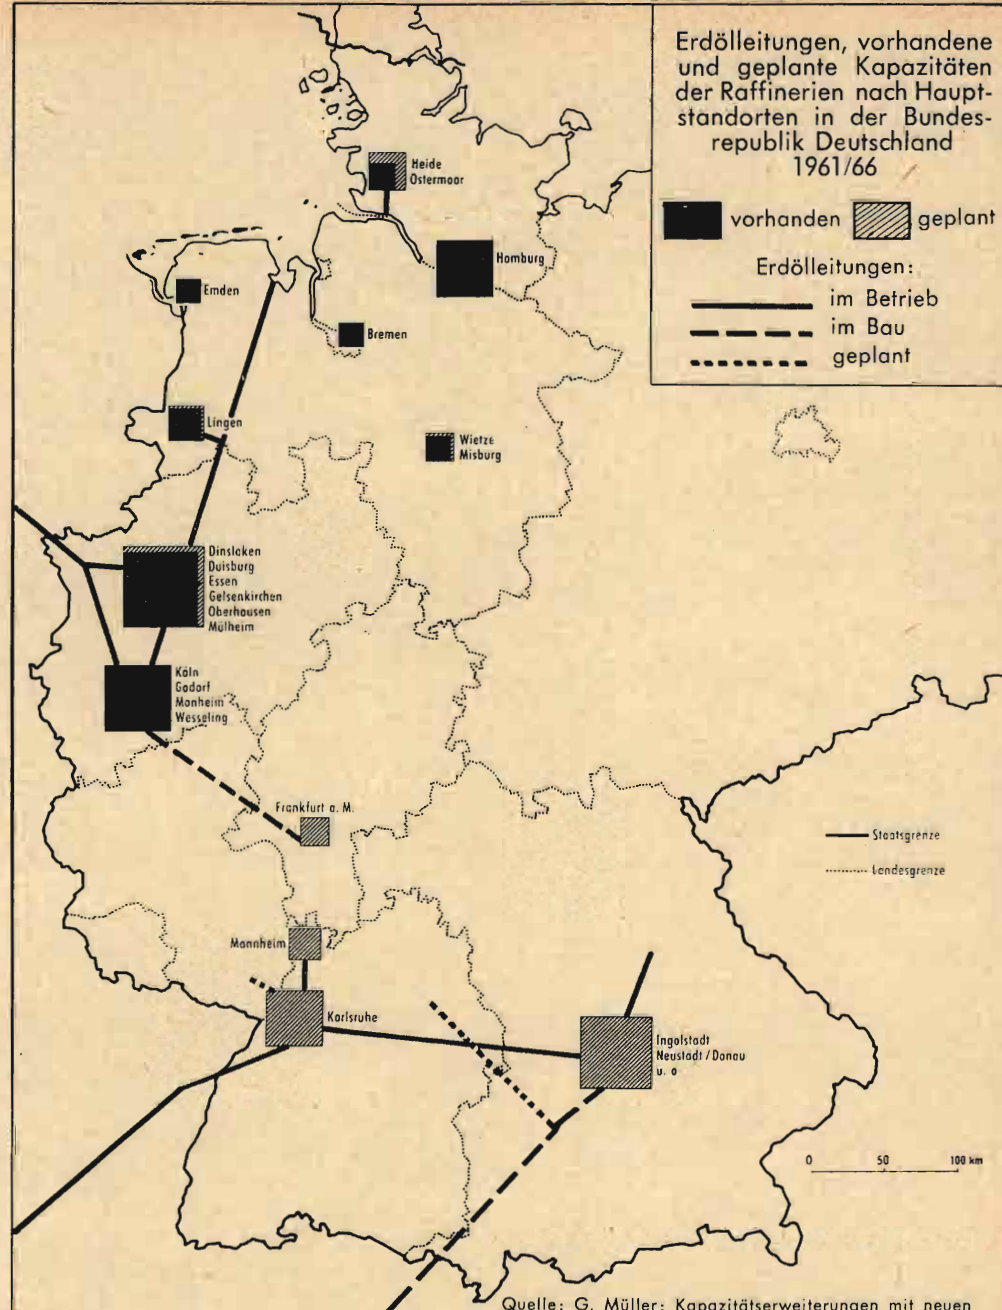 Erdölleitungen, vorhandene
und geplante Kapazitäten
der Raffinerien nach Haupt-
standorten in der Bundes-
republik Deutschland
1961/66
vorhanden geplant
Erdölleitungen:
im Betrieb
im Bau
geplant
Heide
Ostermoor
Hamburg
Emden
Bremen
Lingen
Wietze
Misburg
Dinslaken
Duisburg
Essen
Gelsenkirchen
Oberhausen
Mülheim
Köln
Godorf
Monheim
Wesseling
Frankfurt a. M.
Staatsgrenze
Landesgrenze
Mannheim
Karlsruhe
Ingolstadt
Neustadt/Donau
u. a
0 50 100 km
Quelle: G. Müller: Kapazitätserweiterungen mit neuen